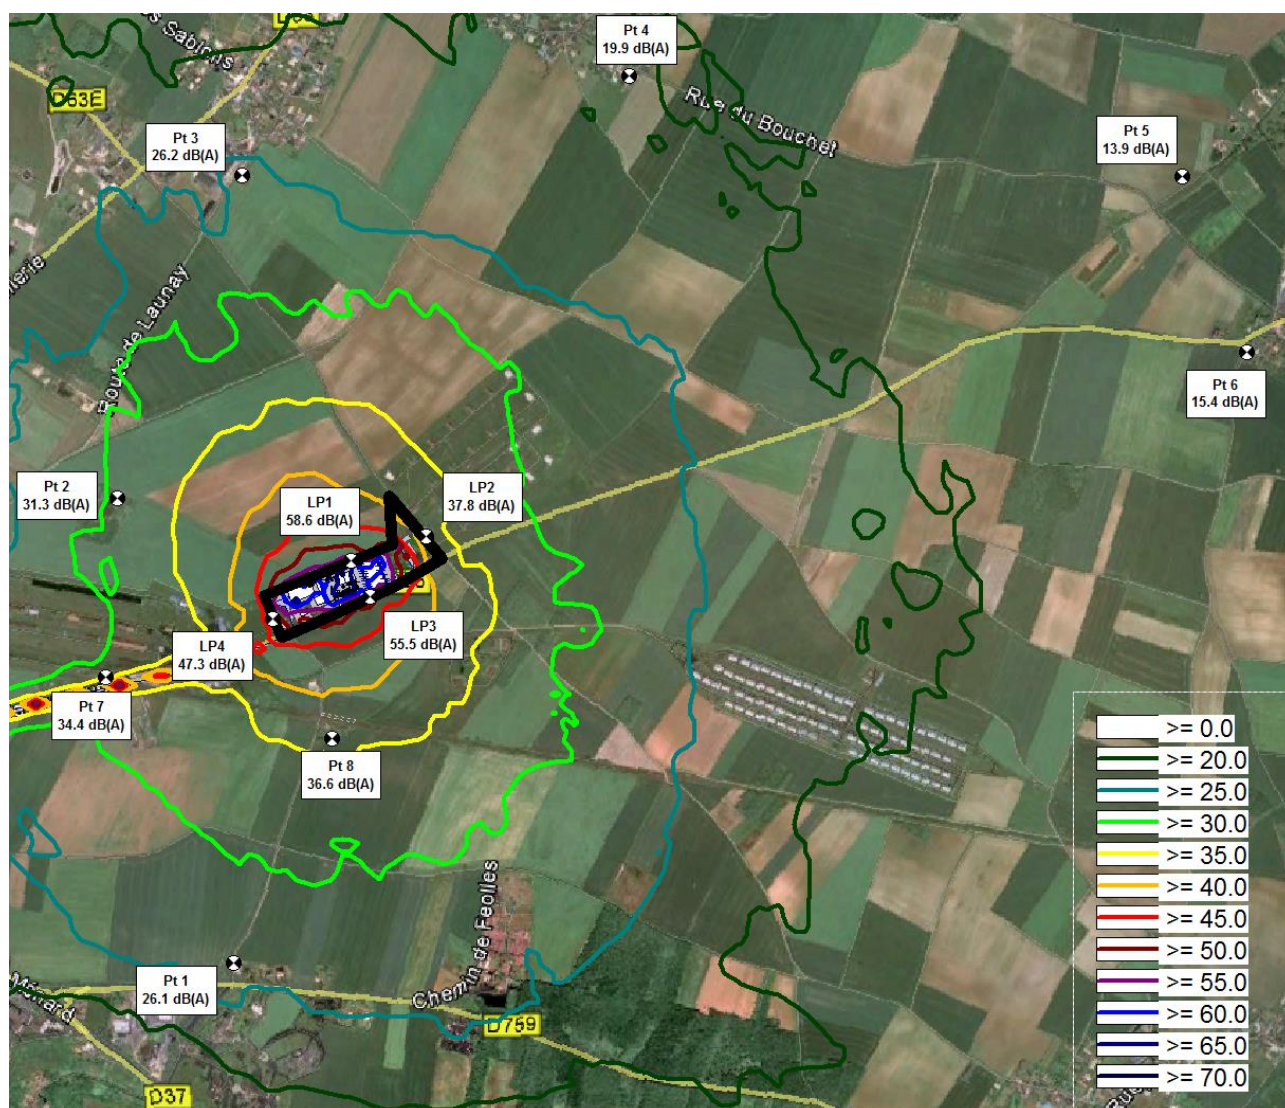 Sablons
D63E
Pt 3
26.2 dB(A)
Pt 4
19.9 dB(A)
Rue du Bouchet
Pt 5
13.9 dB(A)
Route de Launay
Pt 6
15.4 dB(A)
Pt 2
31.3 dB(A)
LP1
58.6 dB(A)
LP2
37.8 dB(A)
LP4
47.3 dB(A)
LP3
55.5 dB(A)
Pt 7
34.4 dB(A)
Pt 8
36.6 dB(A)
Pt 1
26.1 dB(A)
Chemin de Feolles
D759
D37
>= 0.0
>= 20.0
>= 25.0
>= 30.0
>= 35.0
>= 40.0
>= 45.0
>= 50.0
>= 55.0
>= 60.0
>= 65.0
>= 70.0